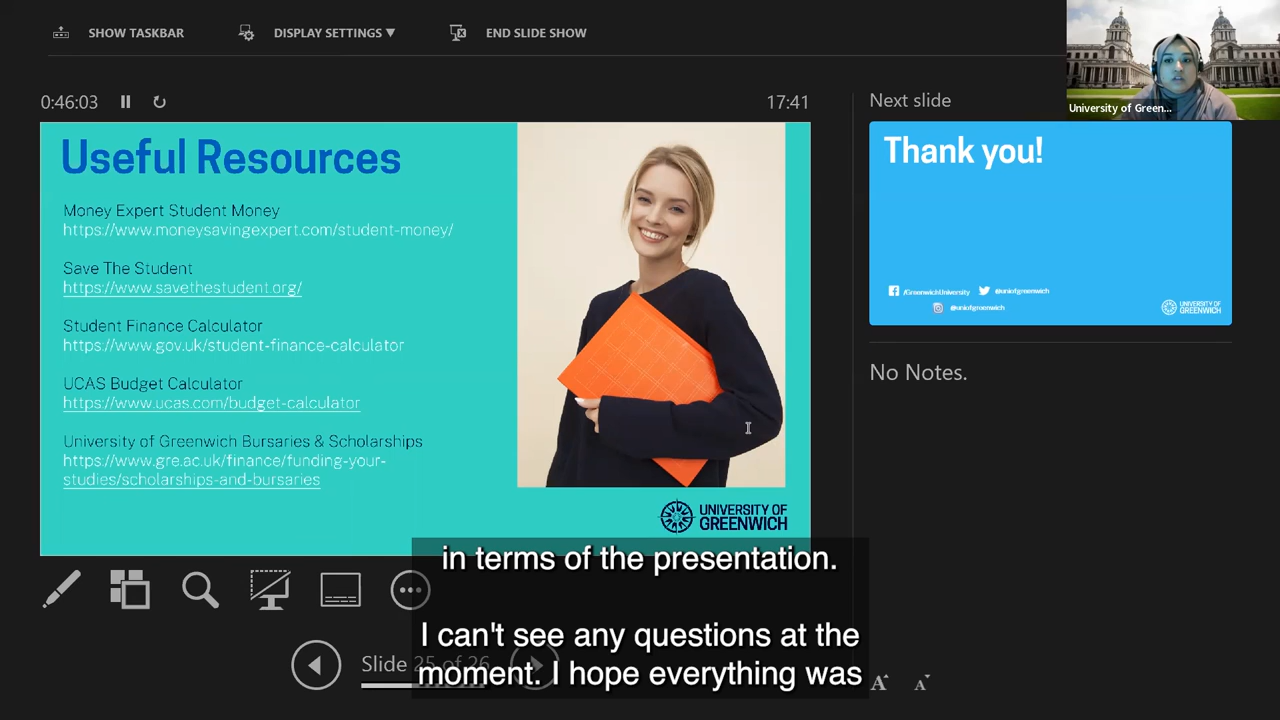 SHOW TASKBAR
DISPLAY SETTINGS ▼
END SLIDE SHOW
University of Green...
0:46:03
17:41
Next slide
Useful Resources
Money Expert Student Money
https://www.moneysavingexpert.com/student-money/
Save The Student
https://www.savethestudent.org/
Student Finance Calculator
https://www.gov.uk/student-finance-calculator
UCAS Budget Calculator
https://www.ucas.com/budget-calculator
University of Greenwich Bursaries & Scholarships
https://www.gre.ac.uk/finance/funding-your-
studies/scholarships-and-bursaries
UNIVERSITY OF
GREENWICH
Thank you!
/GreenwichUniversity
@uniofgreenwich
@uniofgreenwich
UNIVERSITY OF
GREENWICH
No Notes.
in terms of the presentation.
I can't see any questions at the
moment. I hope everything was
Slide 25 of 26
A A